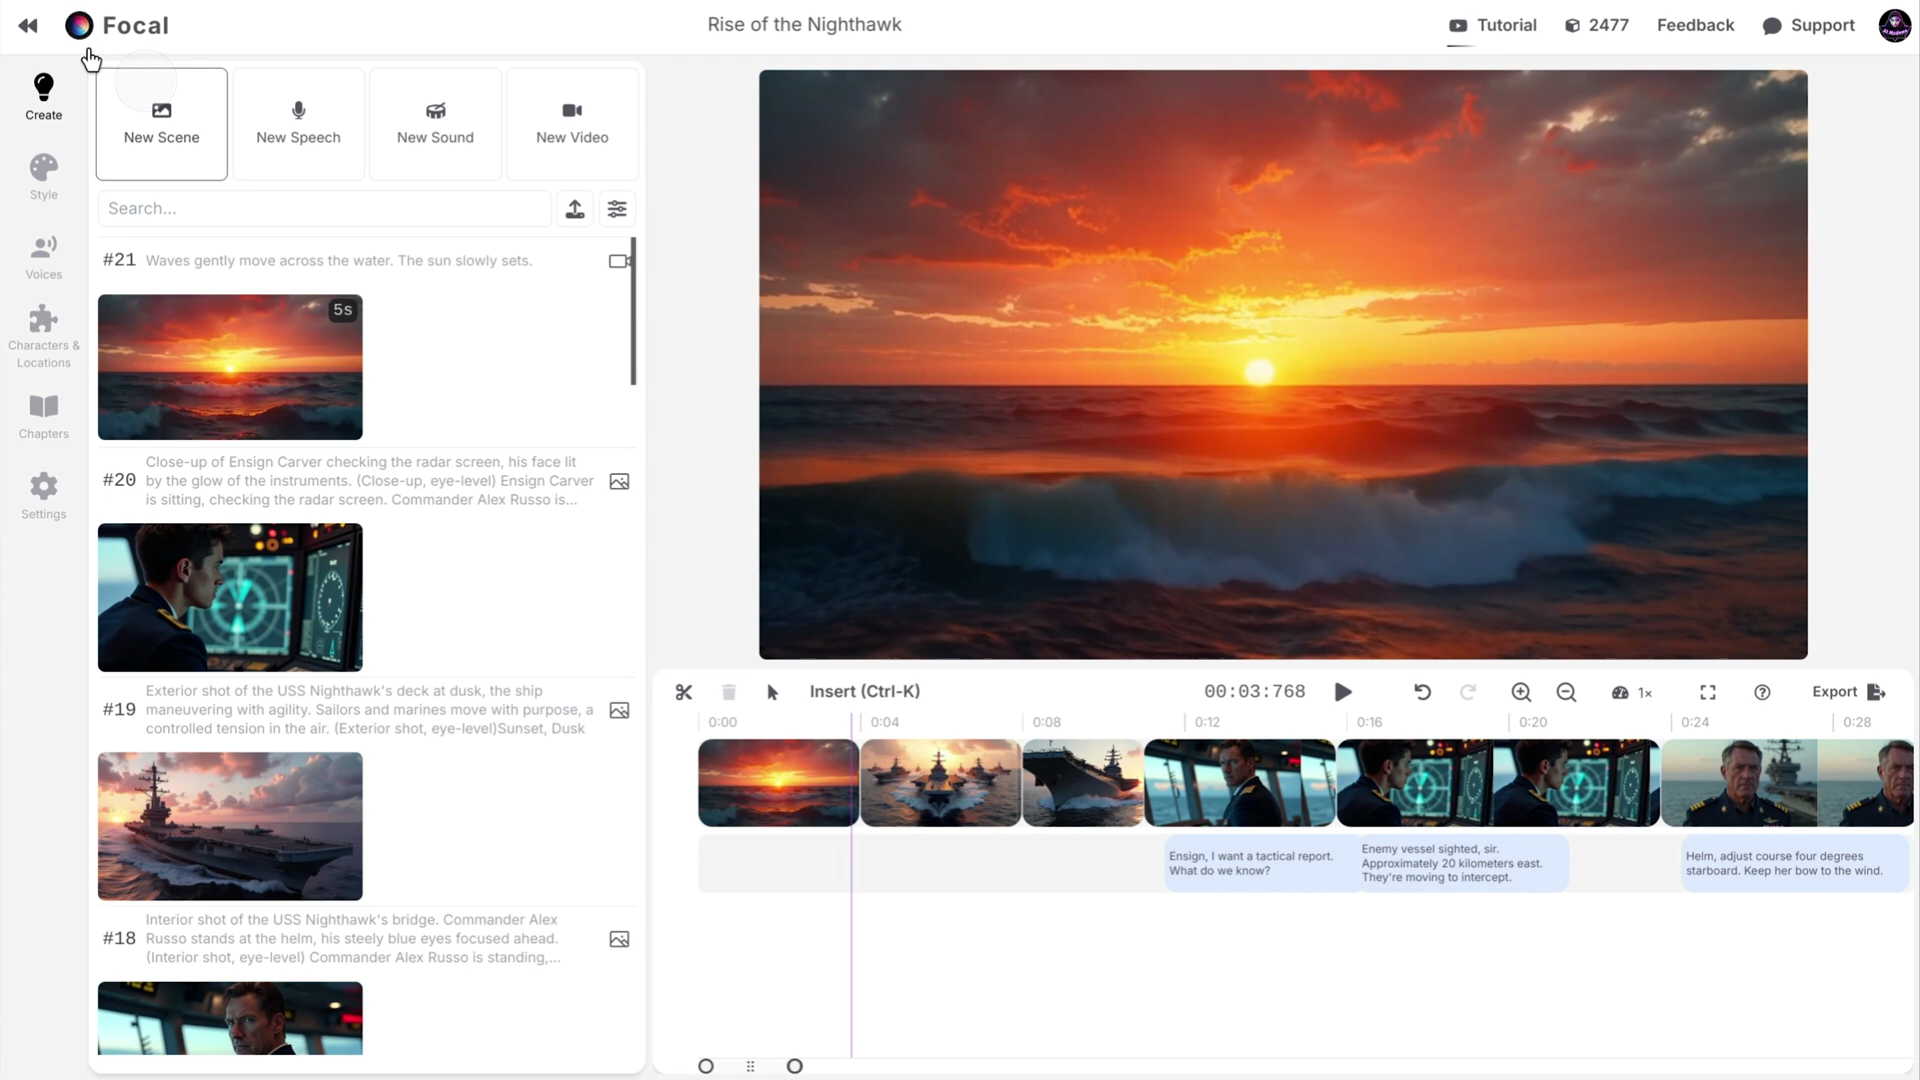 Focal
Rise of the Nighthawk
Tutorial
2477
Feedback
Support
Create
Style
Voices
Characters &
Locations
Chapters
Settings
New Scene
New Speech
New Sound
New Video
Search...
#21 Waves gently move across the water. The sun slowly sets.
5s
Close-up of Ensign Carver checking the radar screen, his face lit
#20 by the glow of the instruments. (Close-up, eye-level) Ensign Carver
is sitting, checking the radar screen. Commander Alex Russo is...
Exterior shot of the USS Nighthawk's deck at dusk, the ship
#19 maneuvering with agility. Sailors and marines move with purpose, a
controlled tension in the air. (Exterior shot, eye-level)Sunset, Dusk
Interior shot of the USS Nighthawk's bridge. Commander Alex
#18 Russo stands at the helm, his steely blue eyes focused ahead.
(Interior shot, eye-level) Commander Alex Russo is standing,...
Insert (Ctrl-K)
00:03:768
1×
Export
0:00
0:04
0:08
0:12
0:16
0:20
0:24
0:28
Ensign, I want a tactical report.
What do we know?
Enemy vessel sighted, sir.
Approximately 20 kilometers east.
They're moving to intercept.
Helm, adjust course four degrees
starboard. Keep her bow to the wind.